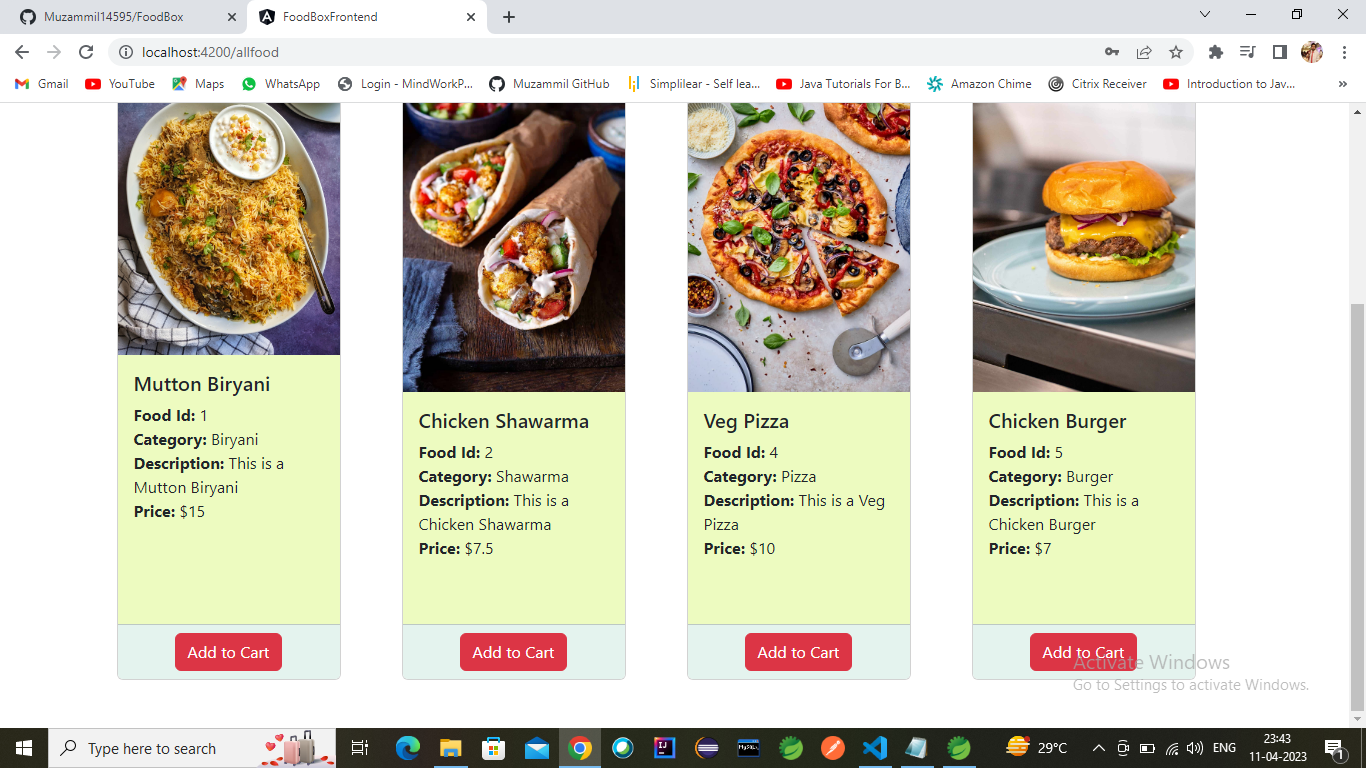 Muzammil14595/FoodBox
FoodBoxFrontend
localhost:4200/allfood
Gmail
YouTube
Maps
WhatsApp
Login - MindWorkP...
Muzammil GitHub
Simplilear - Self lea...
Java Tutorials For B...
Amazon Chime
Citrix Receiver
Introduction to Jav...
»
Mutton Biryani
Food Id: 1
Category: Biryani
Description: This is a
Mutton Biryani
Price: $15
Add to Cart
Chicken Shawarma
Food Id: 2
Category: Shawarma
Description: This is a
Chicken Shawarma
Price: $7.5
Add to Cart
Veg Pizza
Food Id: 4
Category: Pizza
Description: This is a Veg
Pizza
Price: $10
Add to Cart
Chicken Burger
Food Id: 5
Category: Burger
Description: This is a
Chicken Burger
Price: $7
Add to Cart
Activate Windows
Go to Settings to activate Windows.
Type here to search
29°C
ENG
23:43
11-04-2023
1